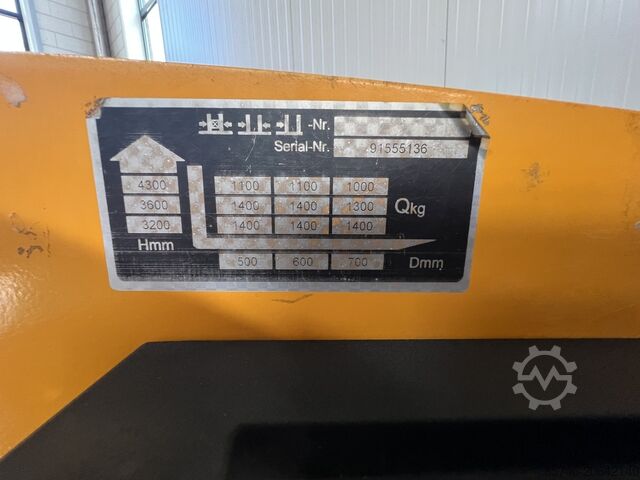 -Nr.
Serial-Nr. 91555136
4300 1100 1100 1000
3600 1400 1400 1300 Qkg
3200 1400 1400 1400
Hmm
500 600 700 Dmm